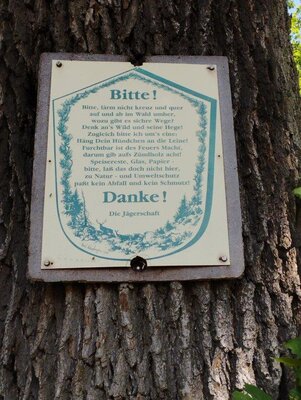 Bitte!
Bitte, lärm nicht kreuz und quer
auf und ab im Wald umher,
wozu gibt es sichre Wege?
Denk an's Wild und seine Hege!
Zugleich bitte ich um's eine:
Häng Dein Hündchen an die Leine!
Furchtbar ist des Feuers Macht,
darum gib aufs Zündholz acht!
Speisereste, Glas, Papier -
bitte, laß das doch nicht hier,
zu Natur - und Umweltschutz
paßt kein Abfall und kein Schmutz!
Danke!
Die Jägerschaft